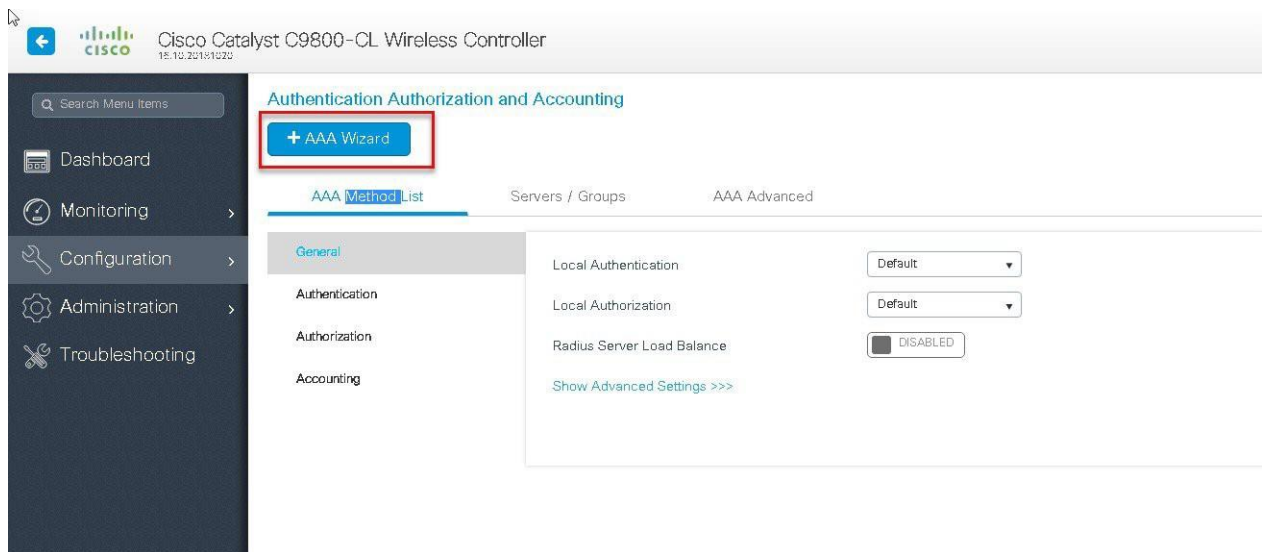 CISCO
Cisco Catalyst C9800-CL Wireless Controller
Search Menu Items
Dashboard
Monitoring
Configuration
Administration
Troubleshooting
Authentication Authorization and Accounting
+ AAA Wizard
AAA Method List
Servers / Groups
AAA Advanced
General
Authentication
Authorization
Accounting
Local Authentication
Default
Local Authorization
Default
Radius Server Load Balance
DISABLED
Show Advanced Settings >>>